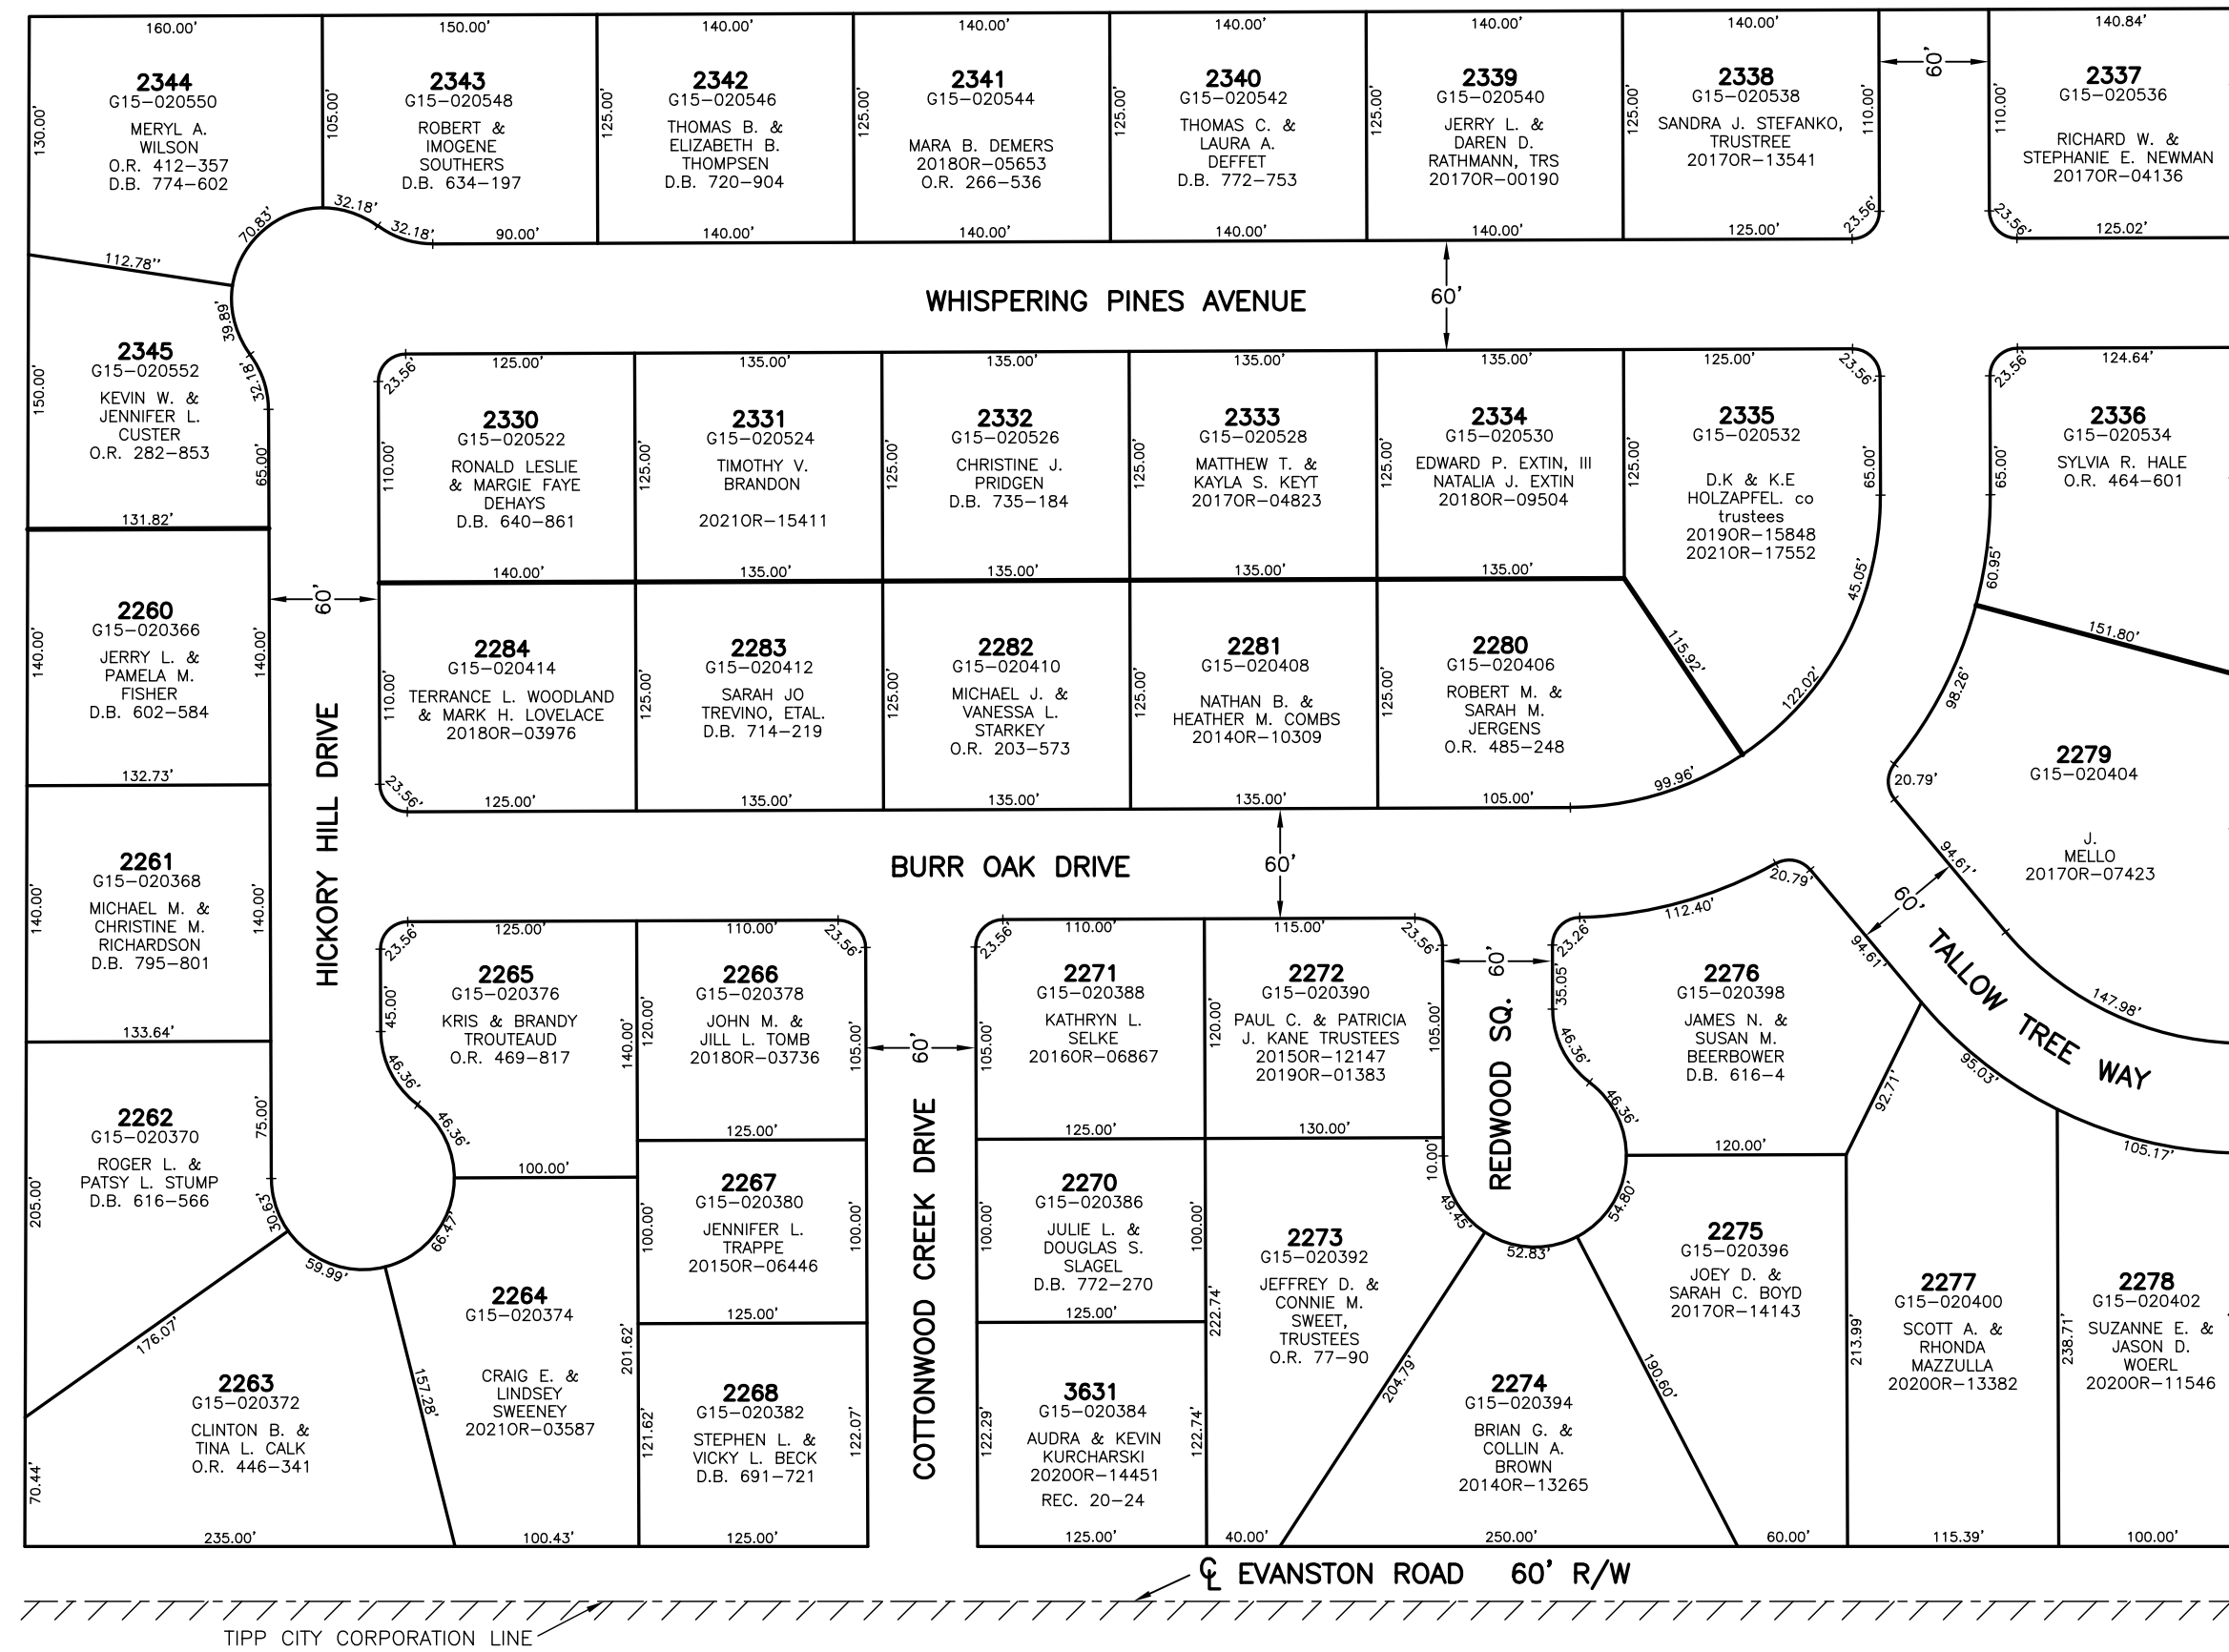 160.00'
150.00'
140.00'
140.00'
140.00'
140.00'
140.00'
140.84'
2344
G15-020550
MERYL A.
WILSON
O.R. 412-357
D.B. 774-602
130.00'
105.00'
2343
G15-020548
ROBERT &
IMOGENE
SOUTHERS
D.B. 634-197
125.00'
2342
G15-020546
THOMAS B. &
ELIZABETH B.
THOMPSEN
D.B. 720-904
125.00'
2341
G15-020544
MARA B. DEMERS
2018OR-05653
O.R. 266-536
125.00'
2340
G15-020542
THOMAS C. &
LAURA A.
DEFFET
D.B. 772-753
125.00'
2339
G15-020540
JERRY L. &
DAREN D.
RATHMANN, TRS
2017OR-00190
125.00'
2338
G15-020538
SANDRA J. STEFANKO,
TRUSTREE
2017OR-13541
110.00'
60'
110.00'
2337
G15-020536
RICHARD W. &
STEPHANIE E. NEWMAN
2017OR-04136
70.83'
32.18'
32.18'
90.00'
140.00'
140.00'
140.00'
140.00'
125.00'
23.56'
23.56'
125.02'
112.78"
39.89'
32.18'
WHISPERING PINES AVENUE
60'
2345
G15-020552
KEVIN W. &
JENNIFER L.
CUSTER
O.R. 282-853
150.00'
65.00'
131.82'
23.56'
125.00'
135.00'
135.00'
135.00'
135.00'
125.00'
23.56'
23.56'
124.64'
2330
G15-020522
RONALD LESLIE
& MARGIE FAYE
DEHAYS
D.B. 640-861
110.00'
140.00'
125.00'
2331
G15-020524
TIMOTHY V.
BRANDON
2021OR-15411
135.00'
125.00'
2332
G15-020526
CHRISTINE J.
PRIDGEN
D.B. 735-184
135.00'
125.00'
2333
G15-020528
MATTHEW T. &
KAYLA S. KEYT
2017OR-04823
135.00'
125.00'
2334
G15-020530
EDWARD P. EXTIN, III
NATALIA J. EXTIN
2018OR-09504
135.00'
125.00'
2335
G15-020532
D.K & K.E
HOLZAPFEL. co
trustees
2019OR-15848
2021OR-17552
65.00'
45.05'
122.02'
115.92'
65.00'
60.95'
2336
G15-020534
SYLVIA R. HALE
O.R. 464-601
151.80'
60'
2260
G15-020366
JERRY L. &
PAMELA M.
FISHER
D.B. 602-584
140.00'
140.00'
132.73'
HICKORY HILL DRIVE
2284
G15-020414
TERRANCE L. WOODLAND
& MARK H. LOVELACE
2018OR-03976
110.00'
23.56'
125.00'
125.00'
2283
G15-020412
SARAH JO
TREVINO, ETAL.
D.B. 714-219
135.00'
125.00'
2282
G15-020410
MICHAEL J. &
VANESSA L.
STARKEY
O.R. 203-573
135.00'
125.00'
2281
G15-020408
NATHAN B. &
HEATHER M. COMBS
2014OR-10309
135.00'
125.00'
2280
G15-020406
ROBERT M. &
SARAH M.
JERGENS
O.R. 485-248
105.00'
99.96'
98.26'
20.79'
94.61'
2279
G15-020404
J.
MELLO
2017OR-07423
147.98'
BURR OAK DRIVE
60'
2261
G15-020368
MICHAEL M. &
CHRISTINE M.
RICHARDSON
D.B. 795-801
140.00'
140.00'
133.64'
23.56'
125.00'
2265
G15-020376
KRIS & BRANDY
TROUTEAUD
O.R. 469-817
45.00'
46.36'
46.36'
140.00'
100.00'
110.00'
23.56'
2266
G15-020378
JOHN M. &
JILL L. TOMB
2018OR-03736
120.00'
105.00'
125.00'
60'
COTTONWOOD CREEK DRIVE
23.56'
110.00'
2271
G15-020388
KATHRYN L.
SELKE
2016OR-06867
105.00'
125.00'
120.00'
115.00'
23.56'
2272
G15-020390
PAUL C. & PATRICIA
J. KANE TRUSTEES
2015OR-12147
2019OR-01383
105.00'
130.00'
60'
REDWOOD SQ.
23.26'
112.40'
20.79'
35.05'
46.36'
46.36'
2276
G15-020398
JAMES N. &
SUSAN M.
BEERBOWER
D.B. 616-4
94.61'
60'
TALLOW TREE WAY
92.71'
95.03'
120.00'
105.17'
2262
G15-020370
ROGER L. &
PATSY L. STUMP
D.B. 616-566
205.00'
75.00'
30.63'
176.07'
59.99'
66.47'
2267
G15-020380
JENNIFER L.
TRAPPE
2015OR-06446
100.00'
100.00'
125.00'
2270
G15-020386
JULIE L. &
DOUGLAS S.
SLAGEL
D.B. 772-270
100.00'
100.00'
125.00'
10.00'
49.45'
52.83'
54.80'
2273
G15-020392
JEFFREY D. &
CONNIE M.
SWEET,
TRUSTEES
O.R. 77-90
222.74'
204.79'
40.00'
2275
G15-020396
JOEY D. &
SARAH C. BOYD
2017OR-14143
190.60'
213.99'
60.00'
2277
G15-020400
SCOTT A. &
RHONDA
MAZZULLA
2020OR-13382
238.71'
115.39'
2278
G15-020402
SUZANNE E. &
JASON D.
WOERL
2020OR-11546
100.00'
2263
G15-020372
CLINTON B. &
TINA L. CALK
O.R. 446-341
70.44'
235.00'
157.28'
2264
G15-020374
CRAIG E. &
LINDSEY
SWEENEY
2021OR-03587
201.62'
100.43'
2268
G15-020382
STEPHEN L. &
VICKY L. BECK
D.B. 691-721
121.62'
122.07'
125.00'
3631
G15-020384
AUDRA & KEVIN
KURCHARSKI
2020OR-14451
REC. 20-24
122.29'
122.74'
125.00'
2274
G15-020394
BRIAN G. &
COLLIN A.
BROWN
2014OR-13265
250.00'
℄ EVANSTON ROAD 60' R/W
TIPP CITY CORPORATION LINE